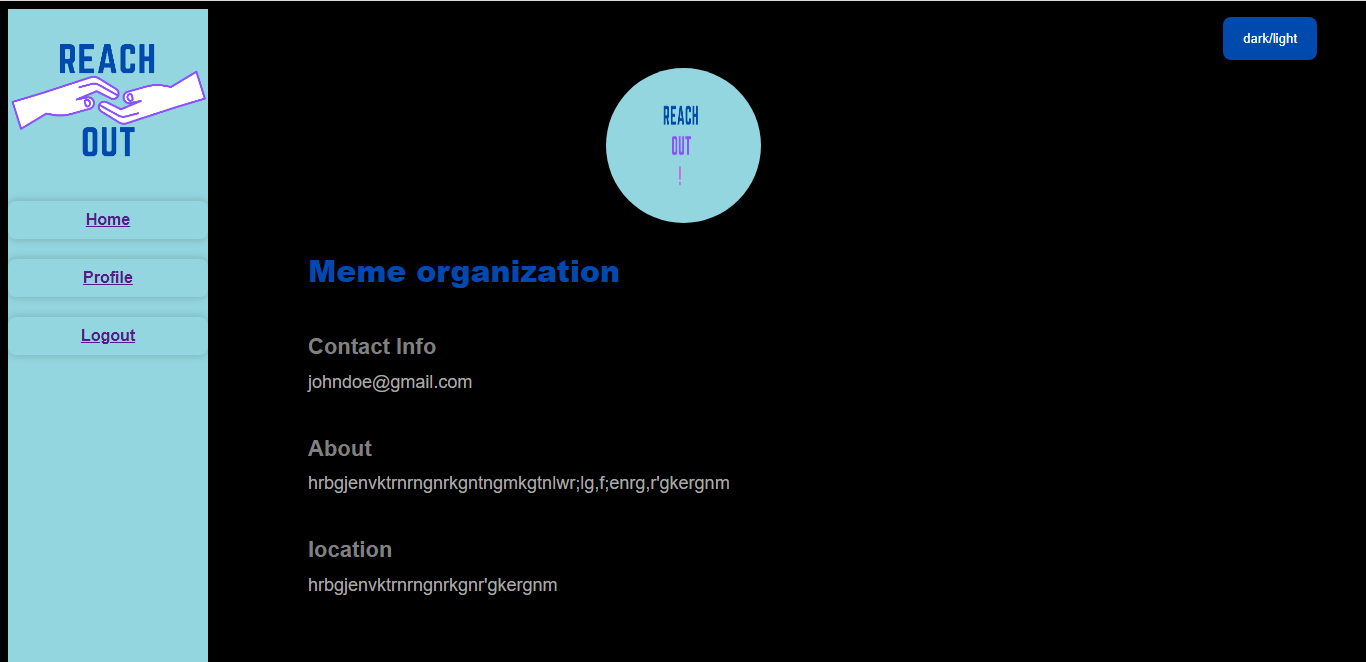 REACH
OUT
Home
Profile
Logout
dark/light
REACH
OUT
!
Meme organization
Contact Info
johndoe@gmail.com
About
hrbgjenvktrnrngnrkgntngmkgtnlwr;lg,f;enrg,r'gkergnm
location
hrbgjenvktrnrngnrkgnr'gkergnm